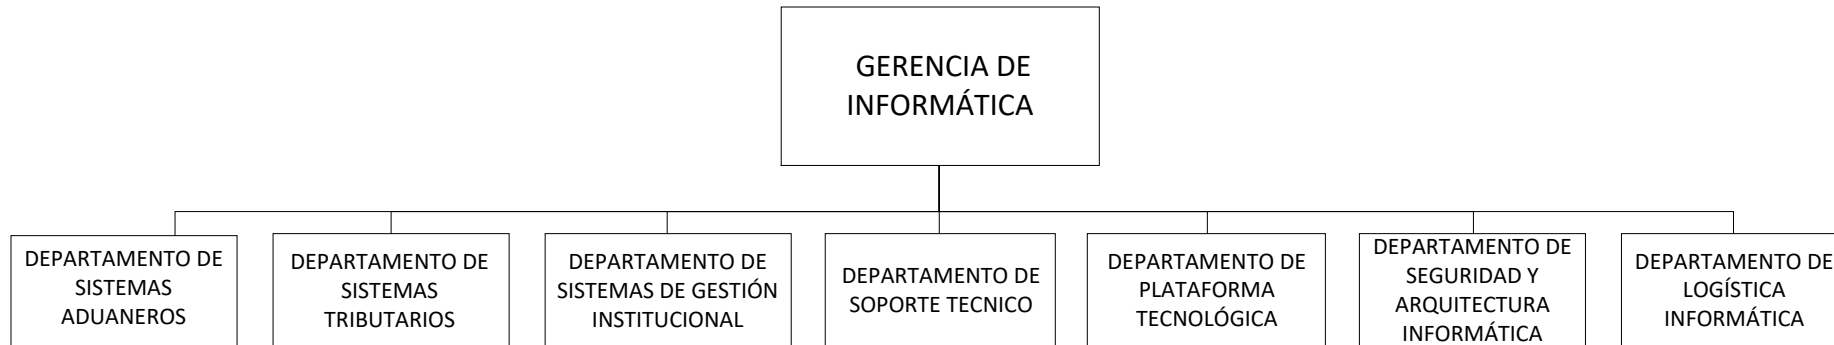 GERENCIA DE
INFORMÁTICA
DEPARTAMENTO DE
SISTEMAS
ADUANEROS
DEPARTAMENTO DE
SISTEMAS
TRIBUTARIOS
DEPARTAMENTO DE
SISTEMAS DE GESTIÓN
INSTITUCIONAL
DEPARTAMENTO DE
SOPORTE TECNICO
DEPARTAMENTO DE
PLATAFORMA
TECNOLÓGICA
DEPARTAMENTO DE
SEGURIDAD Y
ARQUITECTURA
INFORMÁTICA
DEPARTAMENTO DE
LOGÍSTICA
INFORMÁTICA